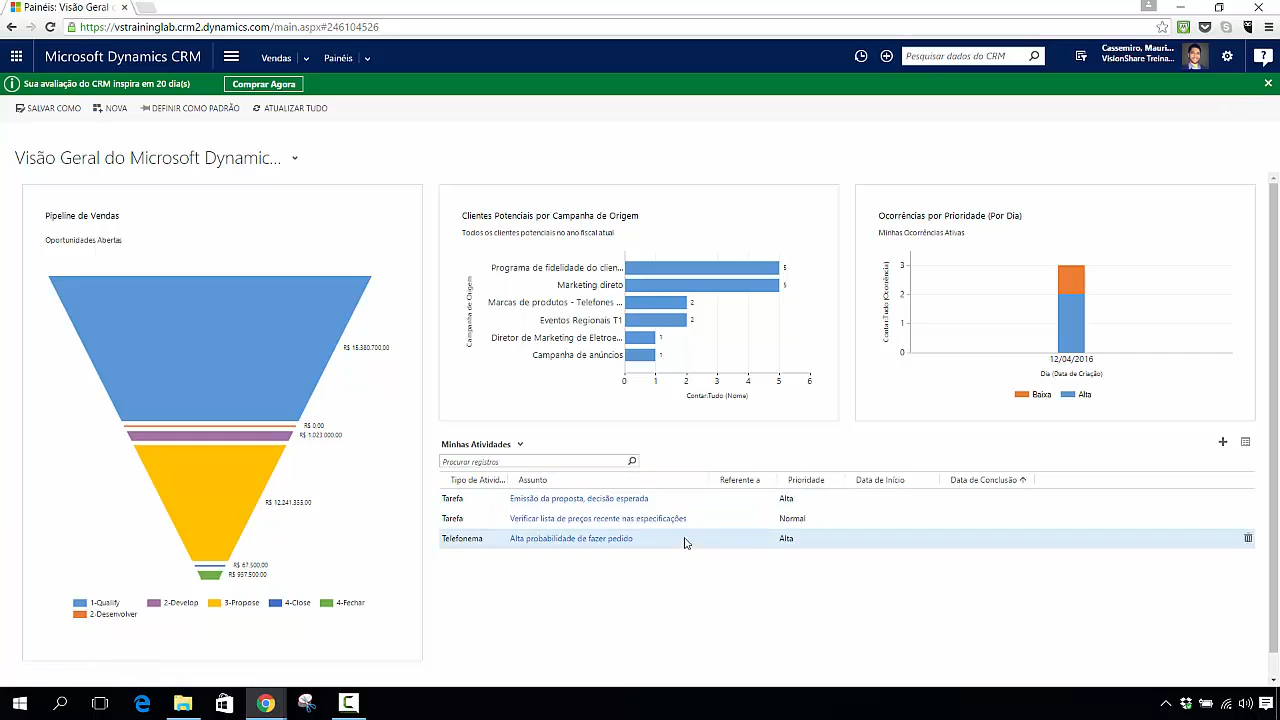 Painéis: Visão Geral
https://vstraininglab.crm2.dynamics.com/main.aspx#246104526
Microsoft Dynamics CRM
Vendas
Painéis
Pesquisar dados do CRM
Cassemiro, Mauri...
VisionShare Treina...
Sua avaliação do CRM inspira em 20 dia(s)
Comprar Agora
SALVAR COMO
NOVA
DEFINIR COMO PADRÃO
ATUALIZAR TUDO
Visão Geral do Microsoft Dynamic...
Pipeline de Vendas
Oportunidades Abertas
R$ 15.380.700,00
R$ 0,00
R$ 1.023.000,00
R$ 12.241.355,00
R$ 67.500,00
R$ 937.500,00
1-Qualify
2-Develop
3-Propose
4-Close
4-Fechar
2-Desenvolver
Clientes Potenciais por Campanha de Origem
Todos os clientes potenciais no ano fiscal atual
Campanha de Origem
Programa de fidelidade do clien...
5
Marketing direto
5
Marcas de produtos - Telefones ...
2
Eventos Regionais T1
2
Diretor de Marketing de Eletroe...
1
Campanha de anúncios
1
0 1 2 3 4 5 6
Contar:Tudo (Nome)
Ocorrências por Prioridade (Por Dia)
Minhas Ocorrências Ativas
Contar:Tudo (Ocorrência)
3
2
1
0
12/04/2016
Dia (Data de Criação)
Baixa
Alta
Minhas Atividades
Procurar registros
Tipo de Ativid... Assunto Referente a Prioridade Data de Início Data de Conclusão
Tarefa Emissão da proposta, decisão esperada Alta
Tarefa Verificar lista de preços recente nas especificações Normal
Telefonema Alta probabilidade de fazer pedido Alta